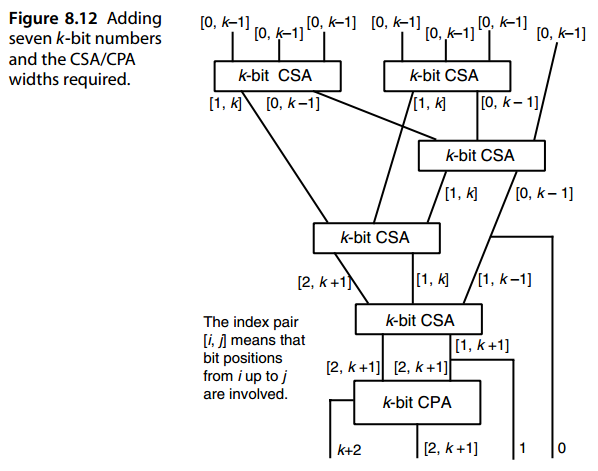 Figure 8.12 Adding
seven k-bit numbers
and the CSA/CPA
widths required.
[0, k–1] [0, k–1] [0, k–1] [0, k–1] [0, k–1] [0, k–1] [0, k–1]
k-bit CSA k-bit CSA
[1, k] [0, k–1] [1, k] [0, k – 1]
k-bit CSA
[1, k] [0, k – 1]
k-bit CSA
[2, k +1] [1, k] [1, k–1]
The index pair
[i, j] means that
bit positions
from i up to j
are involved.
k-bit CSA
[1, k +1]
[2, k +1] [2, k +1]
k-bit CPA
k+2 [2, k +1] 1 0